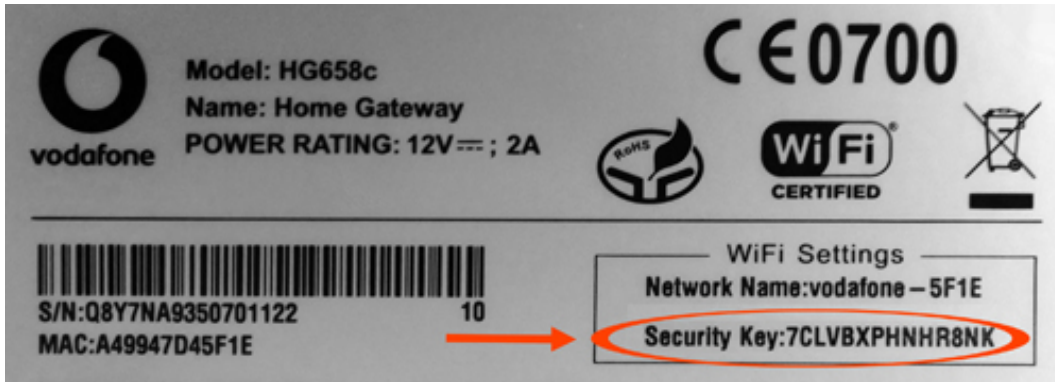 vodafone
Model: HG658c
Name: Home Gateway
POWER RATING: 12V⎓; 2A
CE0700
RoHS
WiFi®
CERTIFIED
S/N:Q8Y7NA9350701122 10
MAC:A49947D45F1E
WiFi Settings
Network Name:vodafone–5F1E
Security Key:7CLVBXPHNHR8NK